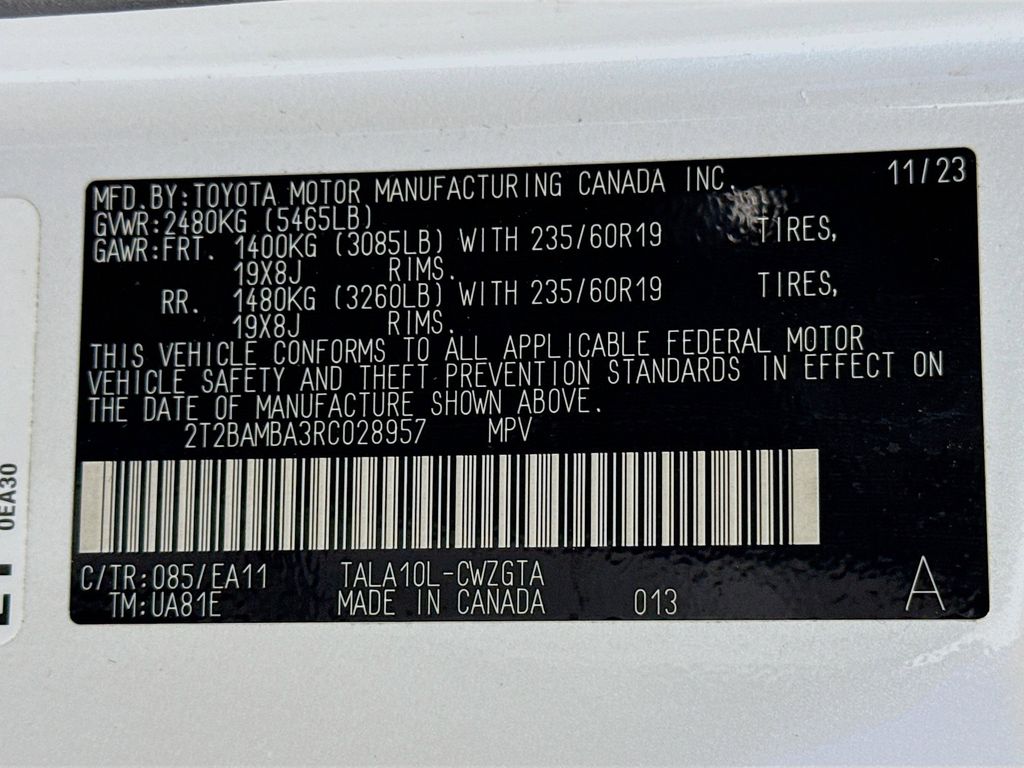 MFD.BY:TOYOTA MOTOR MANUFACTURING CANADA INC. 11/23
GVWR:2480KG (5465LB)
GAWR:FRT. 1400KG (3085LB) WITH 235/60R19 TIRES,
19X8J RIMS.
RR. 1480KG (3260LB) WITH 235/60R19 TIRES,
19X8J RIMS.
THIS VEHICLE CONFORMS TO ALL APPLICABLE FEDERAL MOTOR
VEHICLE SAFETY AND THEFT PREVENTION STANDARDS IN EFFECT ON
THE DATE OF MANUFACTURE SHOWN ABOVE.
2T2BAMBA3RC028957 MPV
C/TR:085/EA11 TALA10L-CWZGTA
TM:UA81E MADE IN CANADA 013 A
0EA30